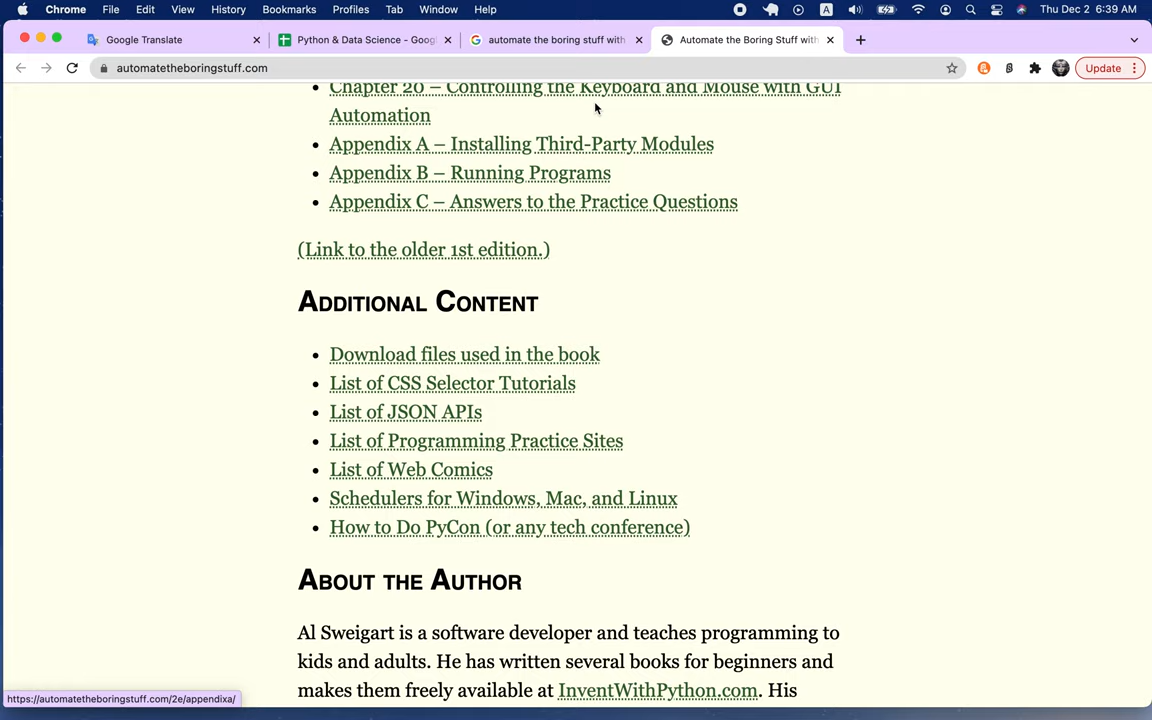 Chrome File Edit View History Bookmarks Profiles Tab Window Help A Thu Dec 2 6:39 AM
Google Translate Python & Data Science - Goog automate the boring stuff with Automate the Boring Stuff with
automatetheboringstuff.com Update
• Chapter 20 – Controlling the Keyboard and Mouse with GUI
Automation
• Appendix A – Installing Third-Party Modules
• Appendix B – Running Programs
• Appendix C – Answers to the Practice Questions
(Link to the older 1st edition.)
Additional Content
• Download files used in the book
• List of CSS Selector Tutorials
• List of JSON APIs
• List of Programming Practice Sites
• List of Web Comics
• Schedulers for Windows, Mac, and Linux
• How to Do PyCon (or any tech conference)
About the Author
Al Sweigart is a software developer and teaches programming to
kids and adults. He has written several books for beginners and
makes them freely available at InventWithPython.com. His
https://automatetheboringstuff.com/2e/appendixa/